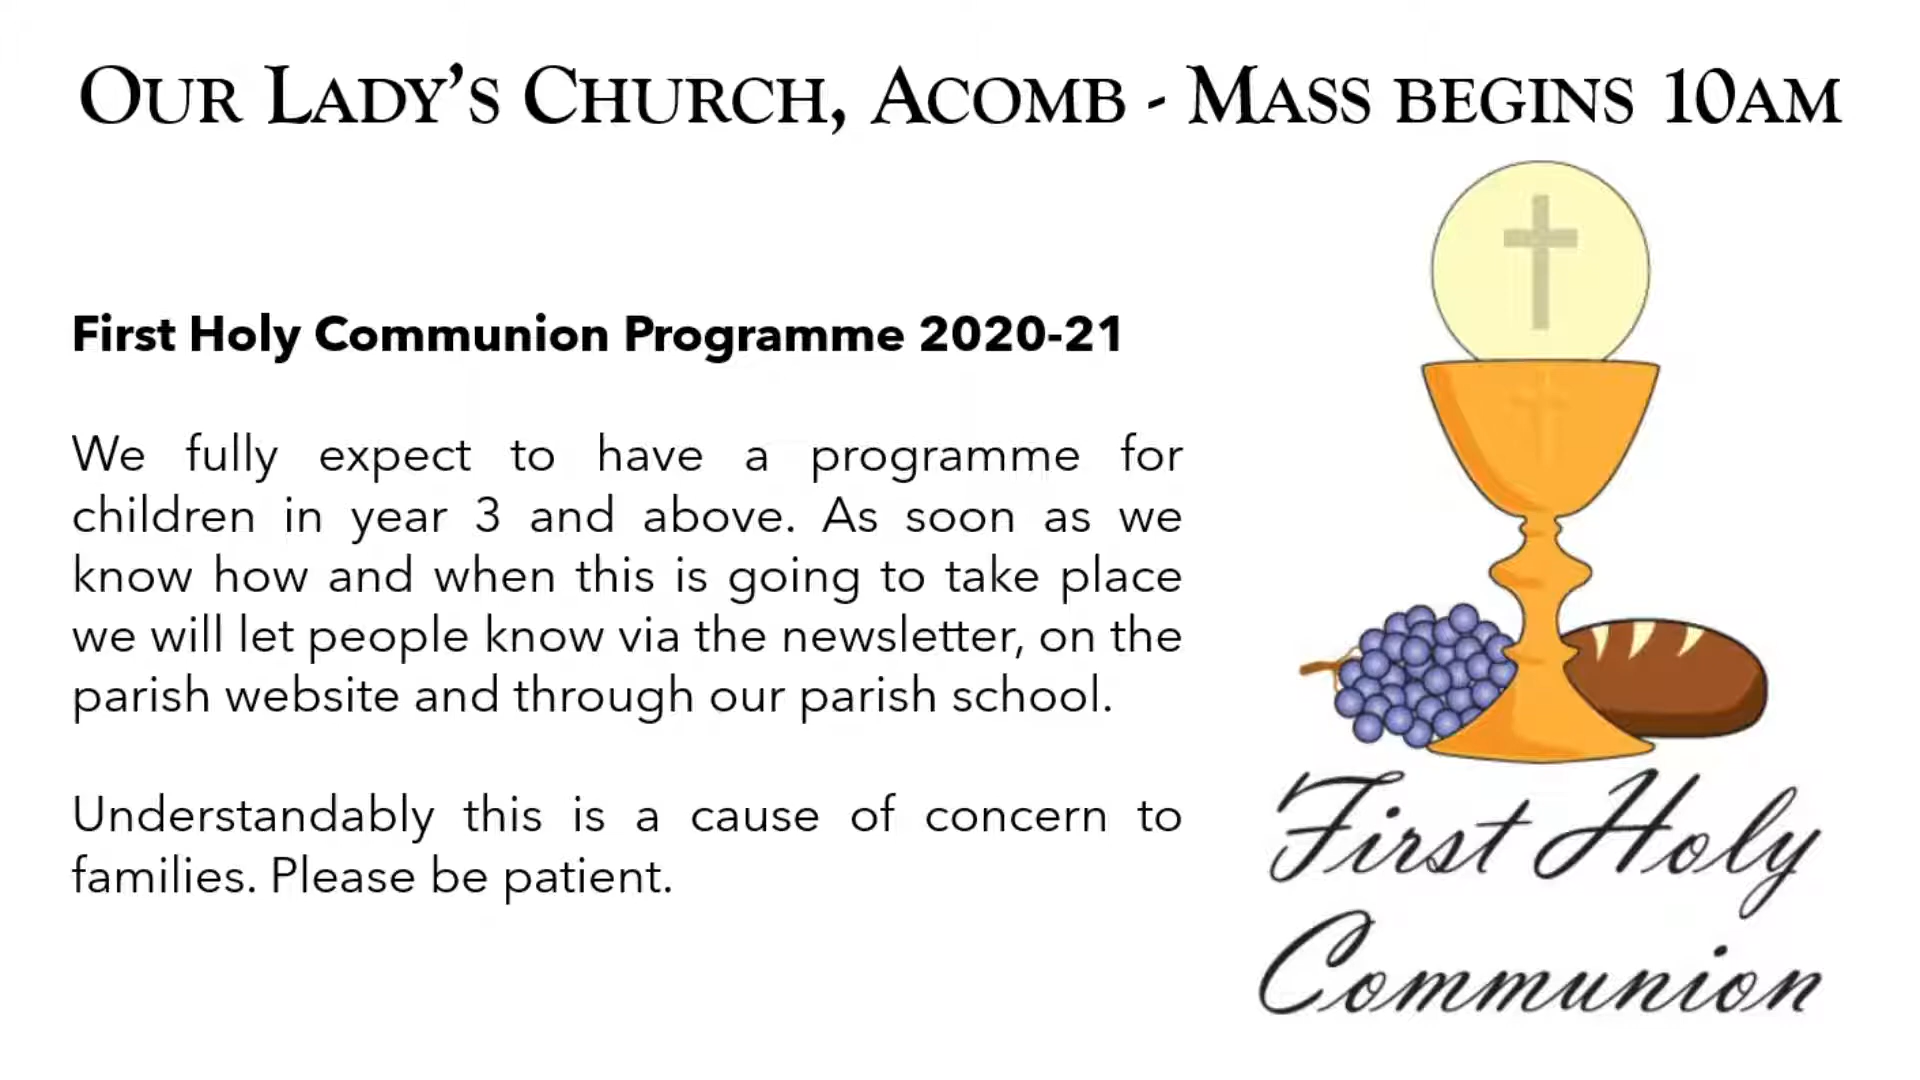 Our Lady's Church, Acomb - Mass begins 10am
First Holy Communion Programme 2020-21
We fully expect to have a programme for
children in year 3 and above. As soon as we
know how and when this is going to take place
we will let people know via the newsletter, on the
parish website and through our parish school.
Understandably this is a cause of concern to
families. Please be patient.
First Holy
Communion